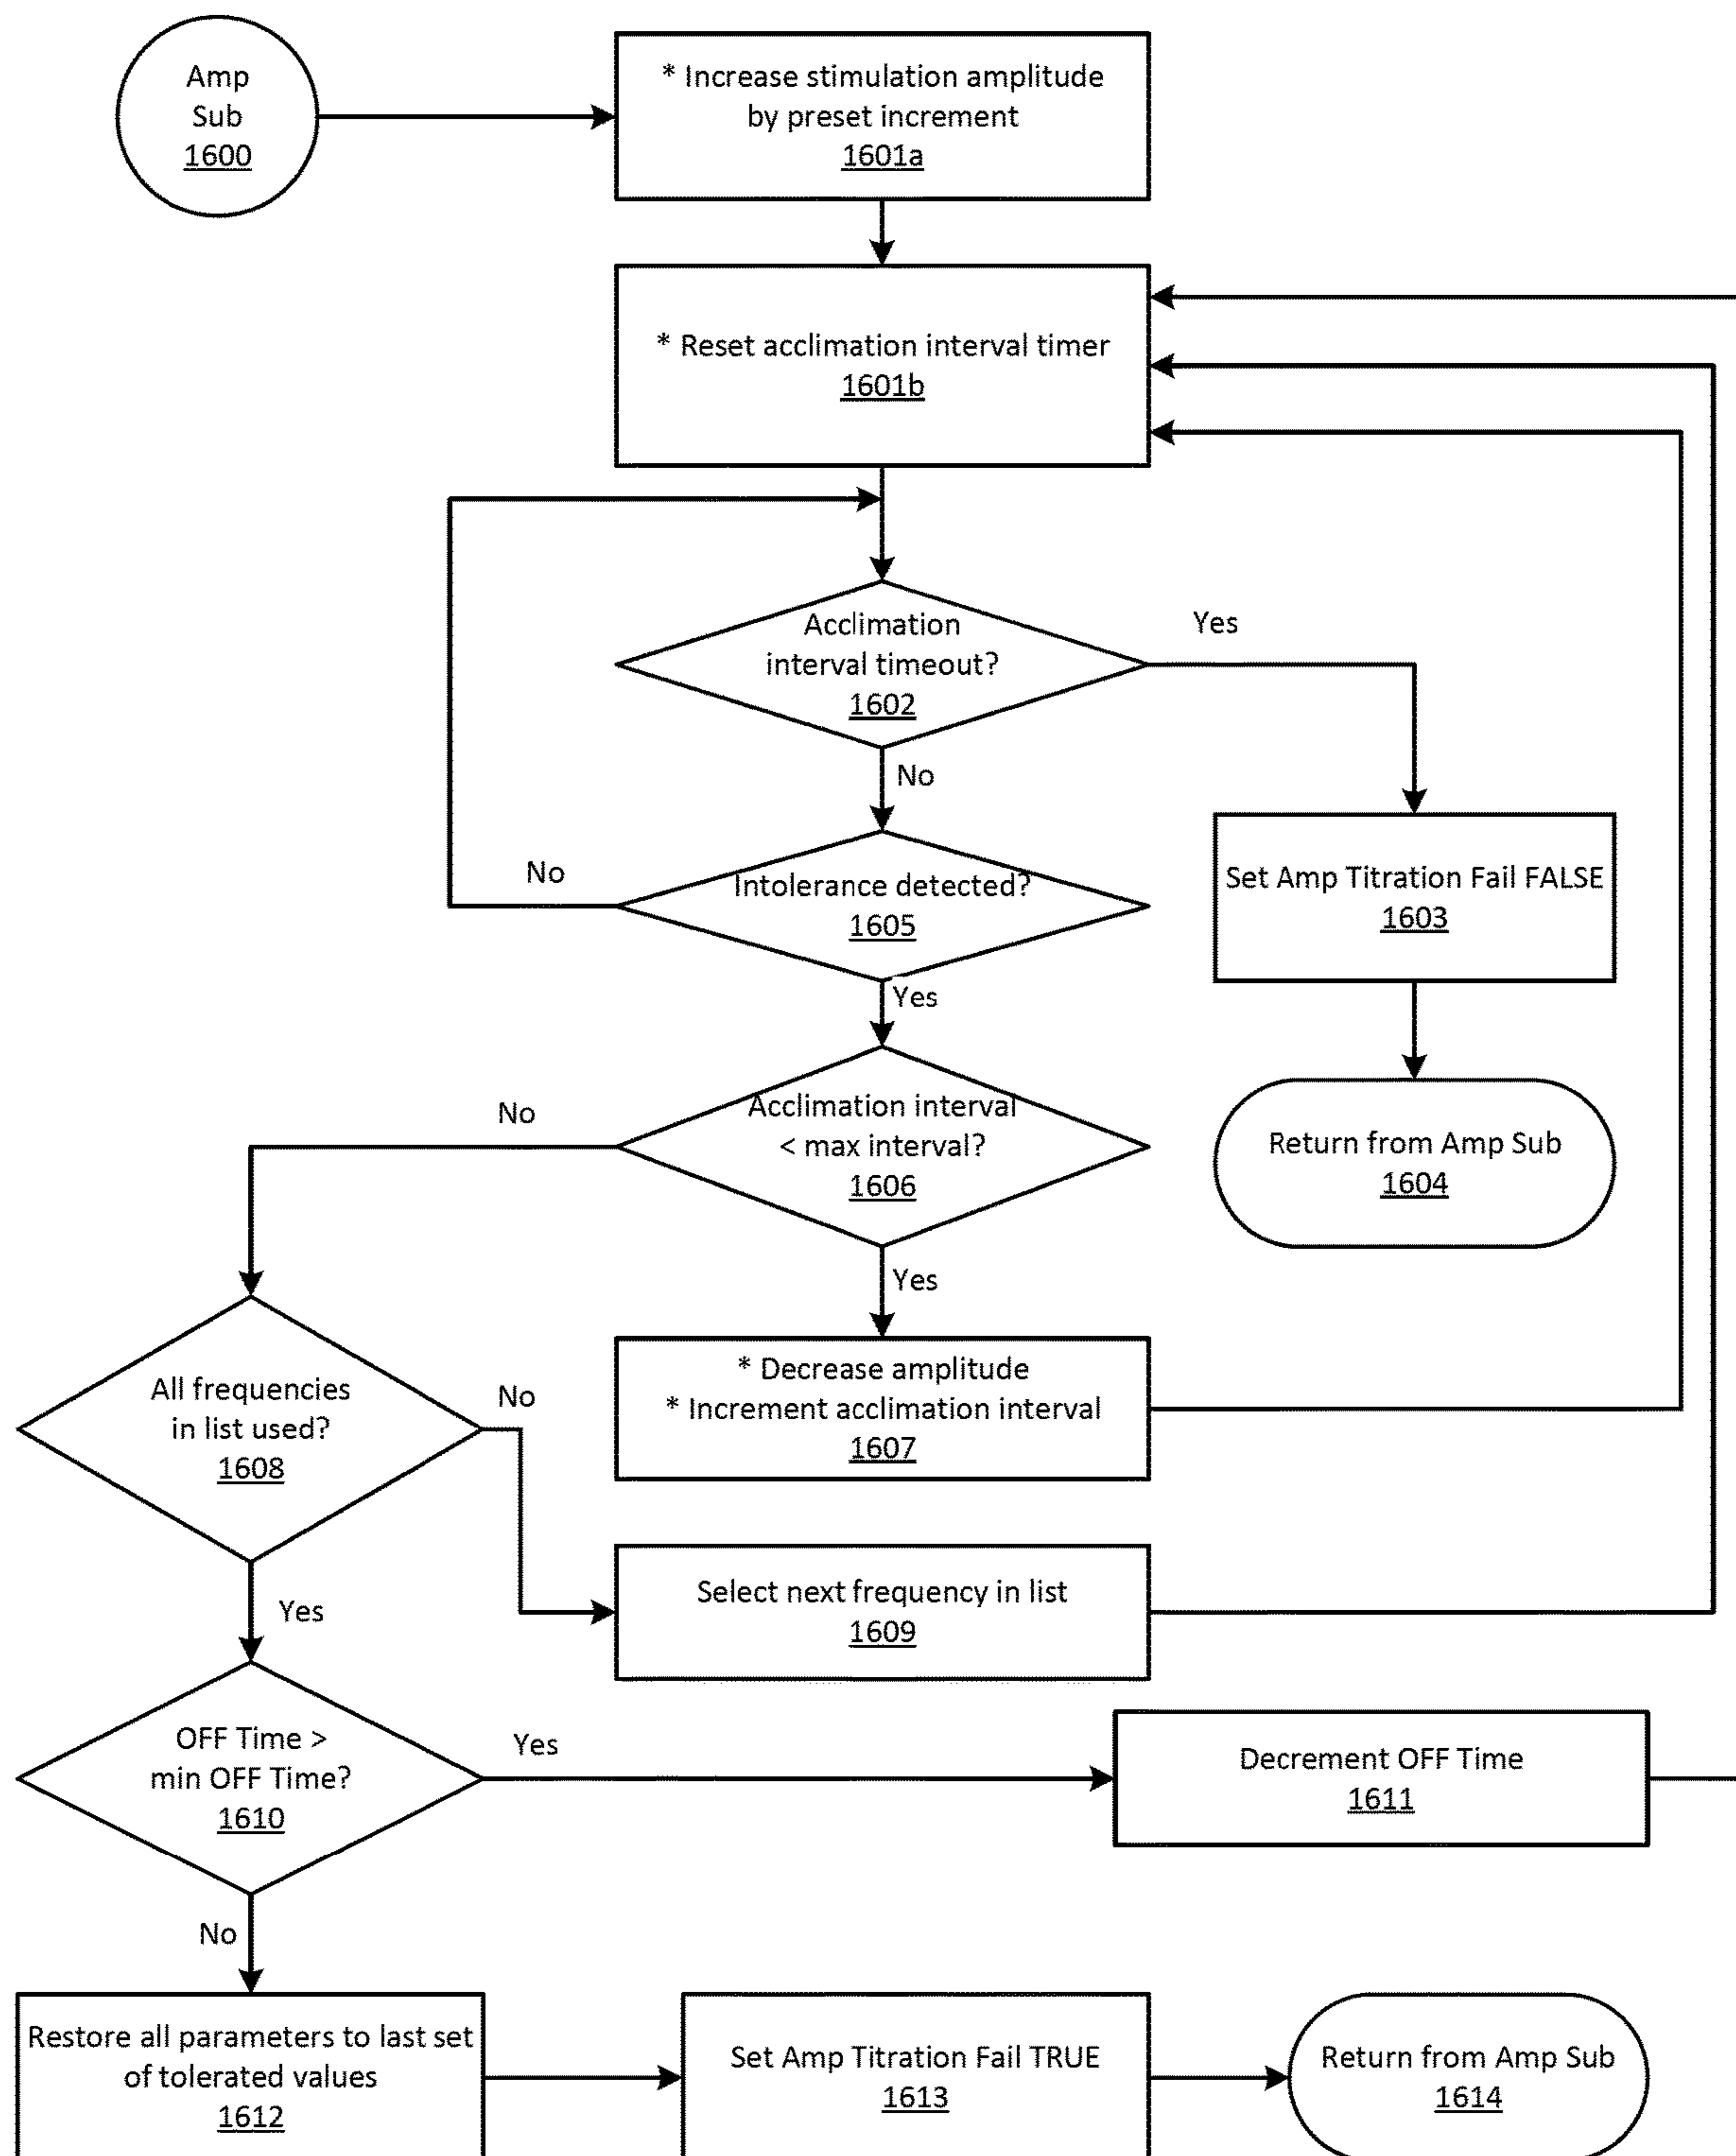 Amp
Sub
1600
* Increase stimulation amplitude
by preset increment
1601a
* Reset acclimation interval timer
1601b
Acclimation
interval timeout?
1602
Yes
No
Intolerance detected?
1605
No
Yes
Set Amp Titration Fail FALSE
1603
Return from Amp Sub
1604
Acclimation interval
< max interval?
1606
No
Yes
* Decrease amplitude
* Increment acclimation interval
1607
All frequencies
in list used?
1608
No
Yes
Select next frequency in list
1609
OFF Time >
min OFF Time?
1610
Yes
No
Decrement OFF Time
1611
Restore all parameters to last set
of tolerated values
1612
Set Amp Titration Fail TRUE
1613
Return from Amp Sub
1614